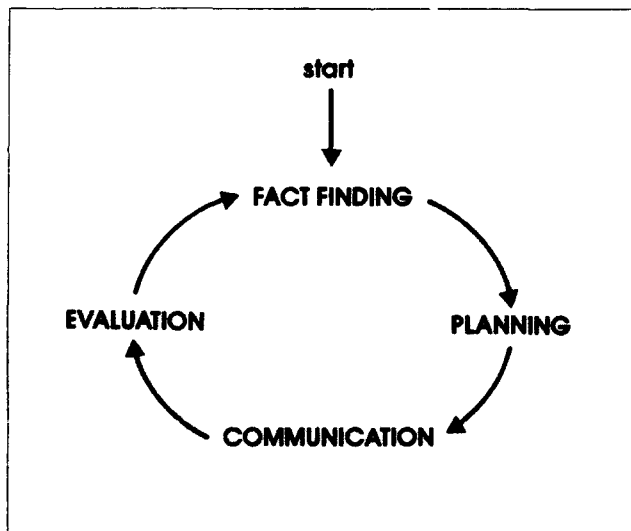 start
FACT FINDING
EVALUATION
PLANNING
COMMUNICATION